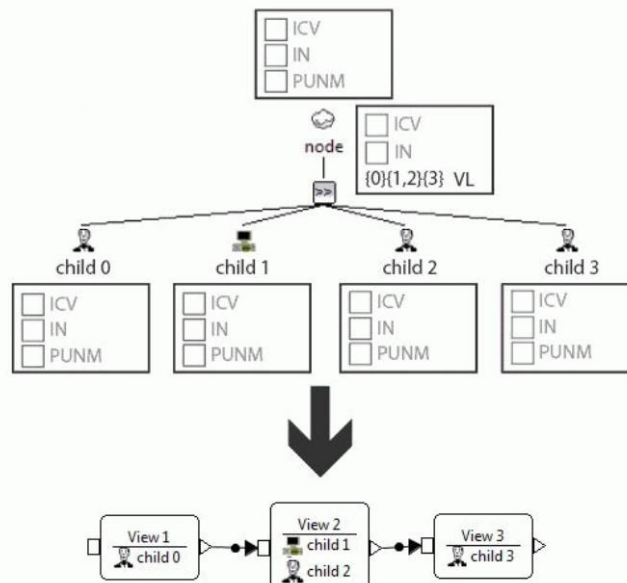 ICV
IN
PUNM
ICV
node
IN
{0}{1,2}{3} VL
>>
child 0 child 1 child 2 child 3
ICV ICV ICV ICV
IN IN IN IN
PUNM PUNM PUNM PUNM
View 1 View 2 View 3
child 0 child 1 child 3
child 2